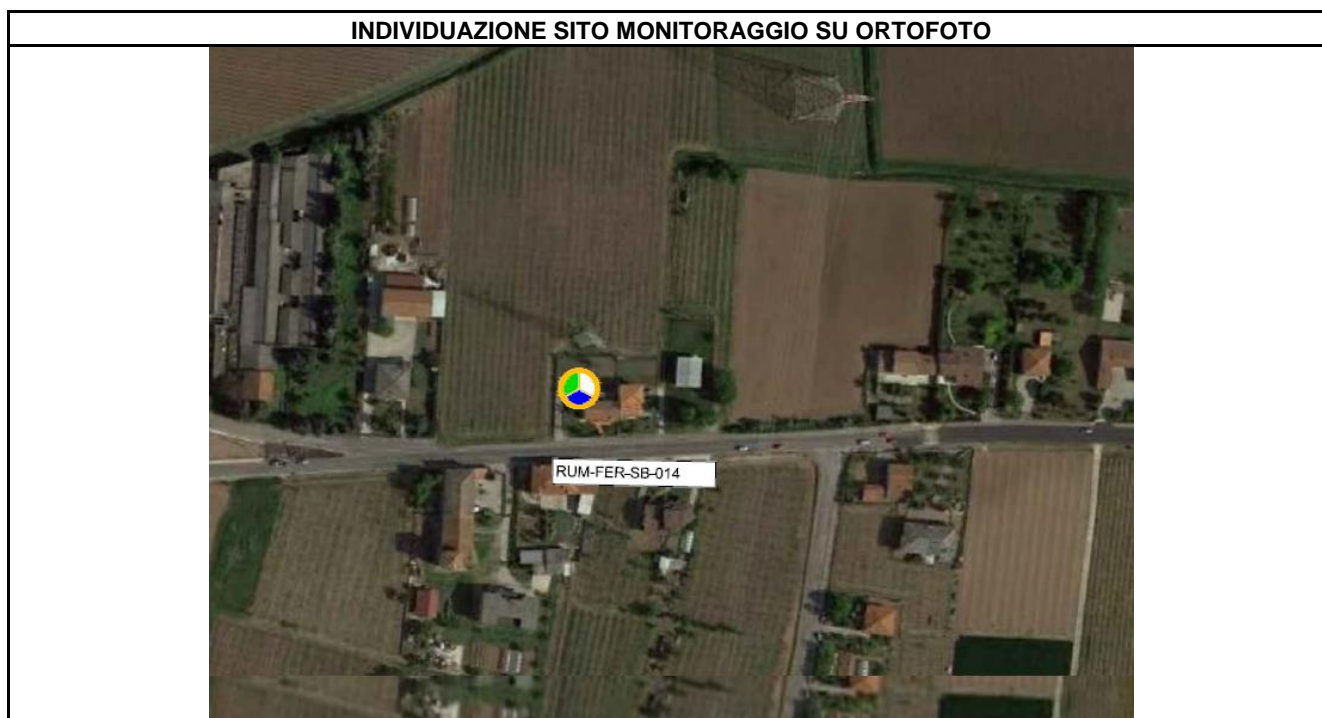 INDIVIDUAZIONE SITO MONITORAGGIO SU ORTOFOTO
RUM-FER-SB-014